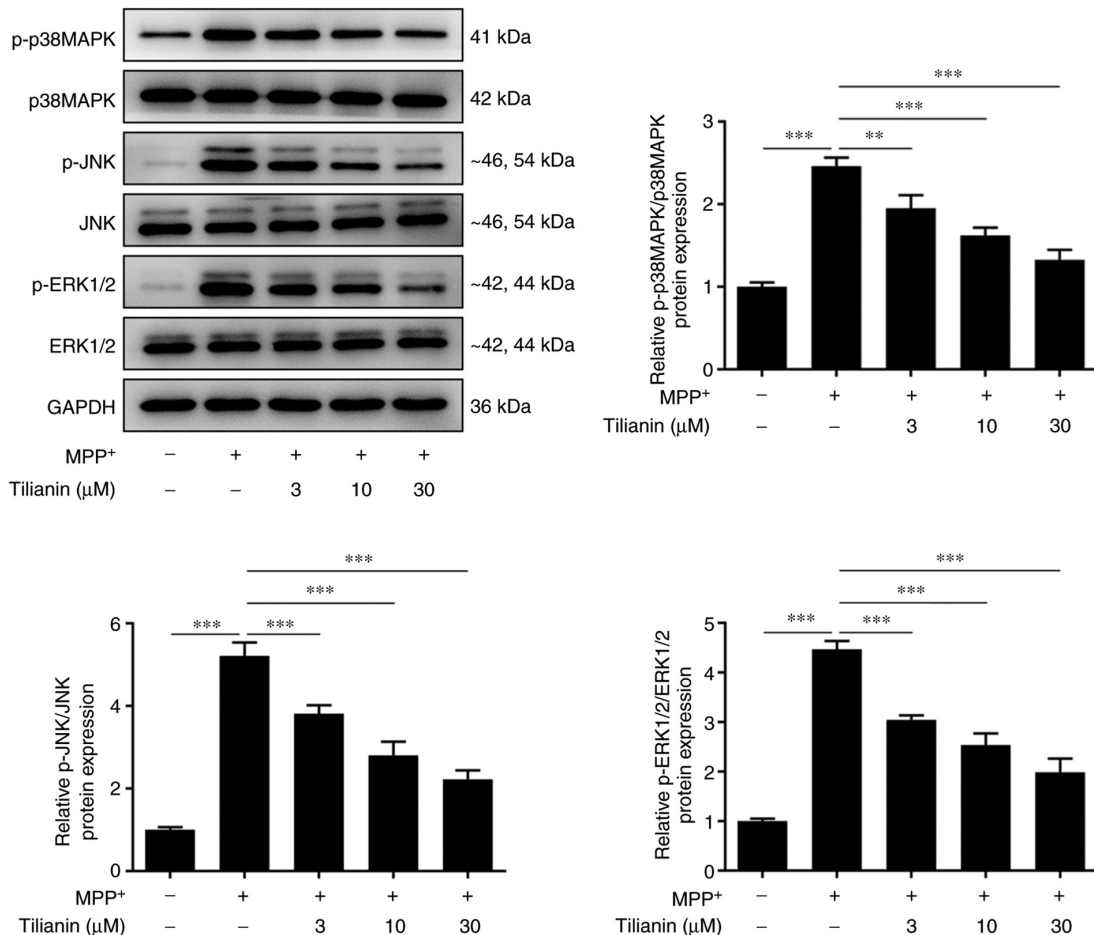 p-p38MAPK 41 kDa
p38MAPK 42 kDa
p-JNK ~46, 54 kDa
JNK ~46, 54 kDa
p-ERK1/2 ~42, 44 kDa
ERK1/2 ~42, 44 kDa
GAPDH 36 kDa
MPP⁺ – + + + +
Tilianin (μM) – – 3 10 30
***
***
*** **
Relative p-p38MAPK/p38MAPK
protein expression
3
2
1
0
MPP⁺ – + + + +
Tilianin (μM) – – 3 10 30
***
***
*** ***
Relative p-JNK/JNK
protein expression
6
4
2
0
MPP⁺ – + + + +
Tilianin (μM) – – 3 10 30
***
***
*** ***
Relative p-ERK1/2/ERK1/2
protein expression
5
4
3
2
1
0
MPP⁺ – + + + +
Tilianin (μM) – – 3 10 30